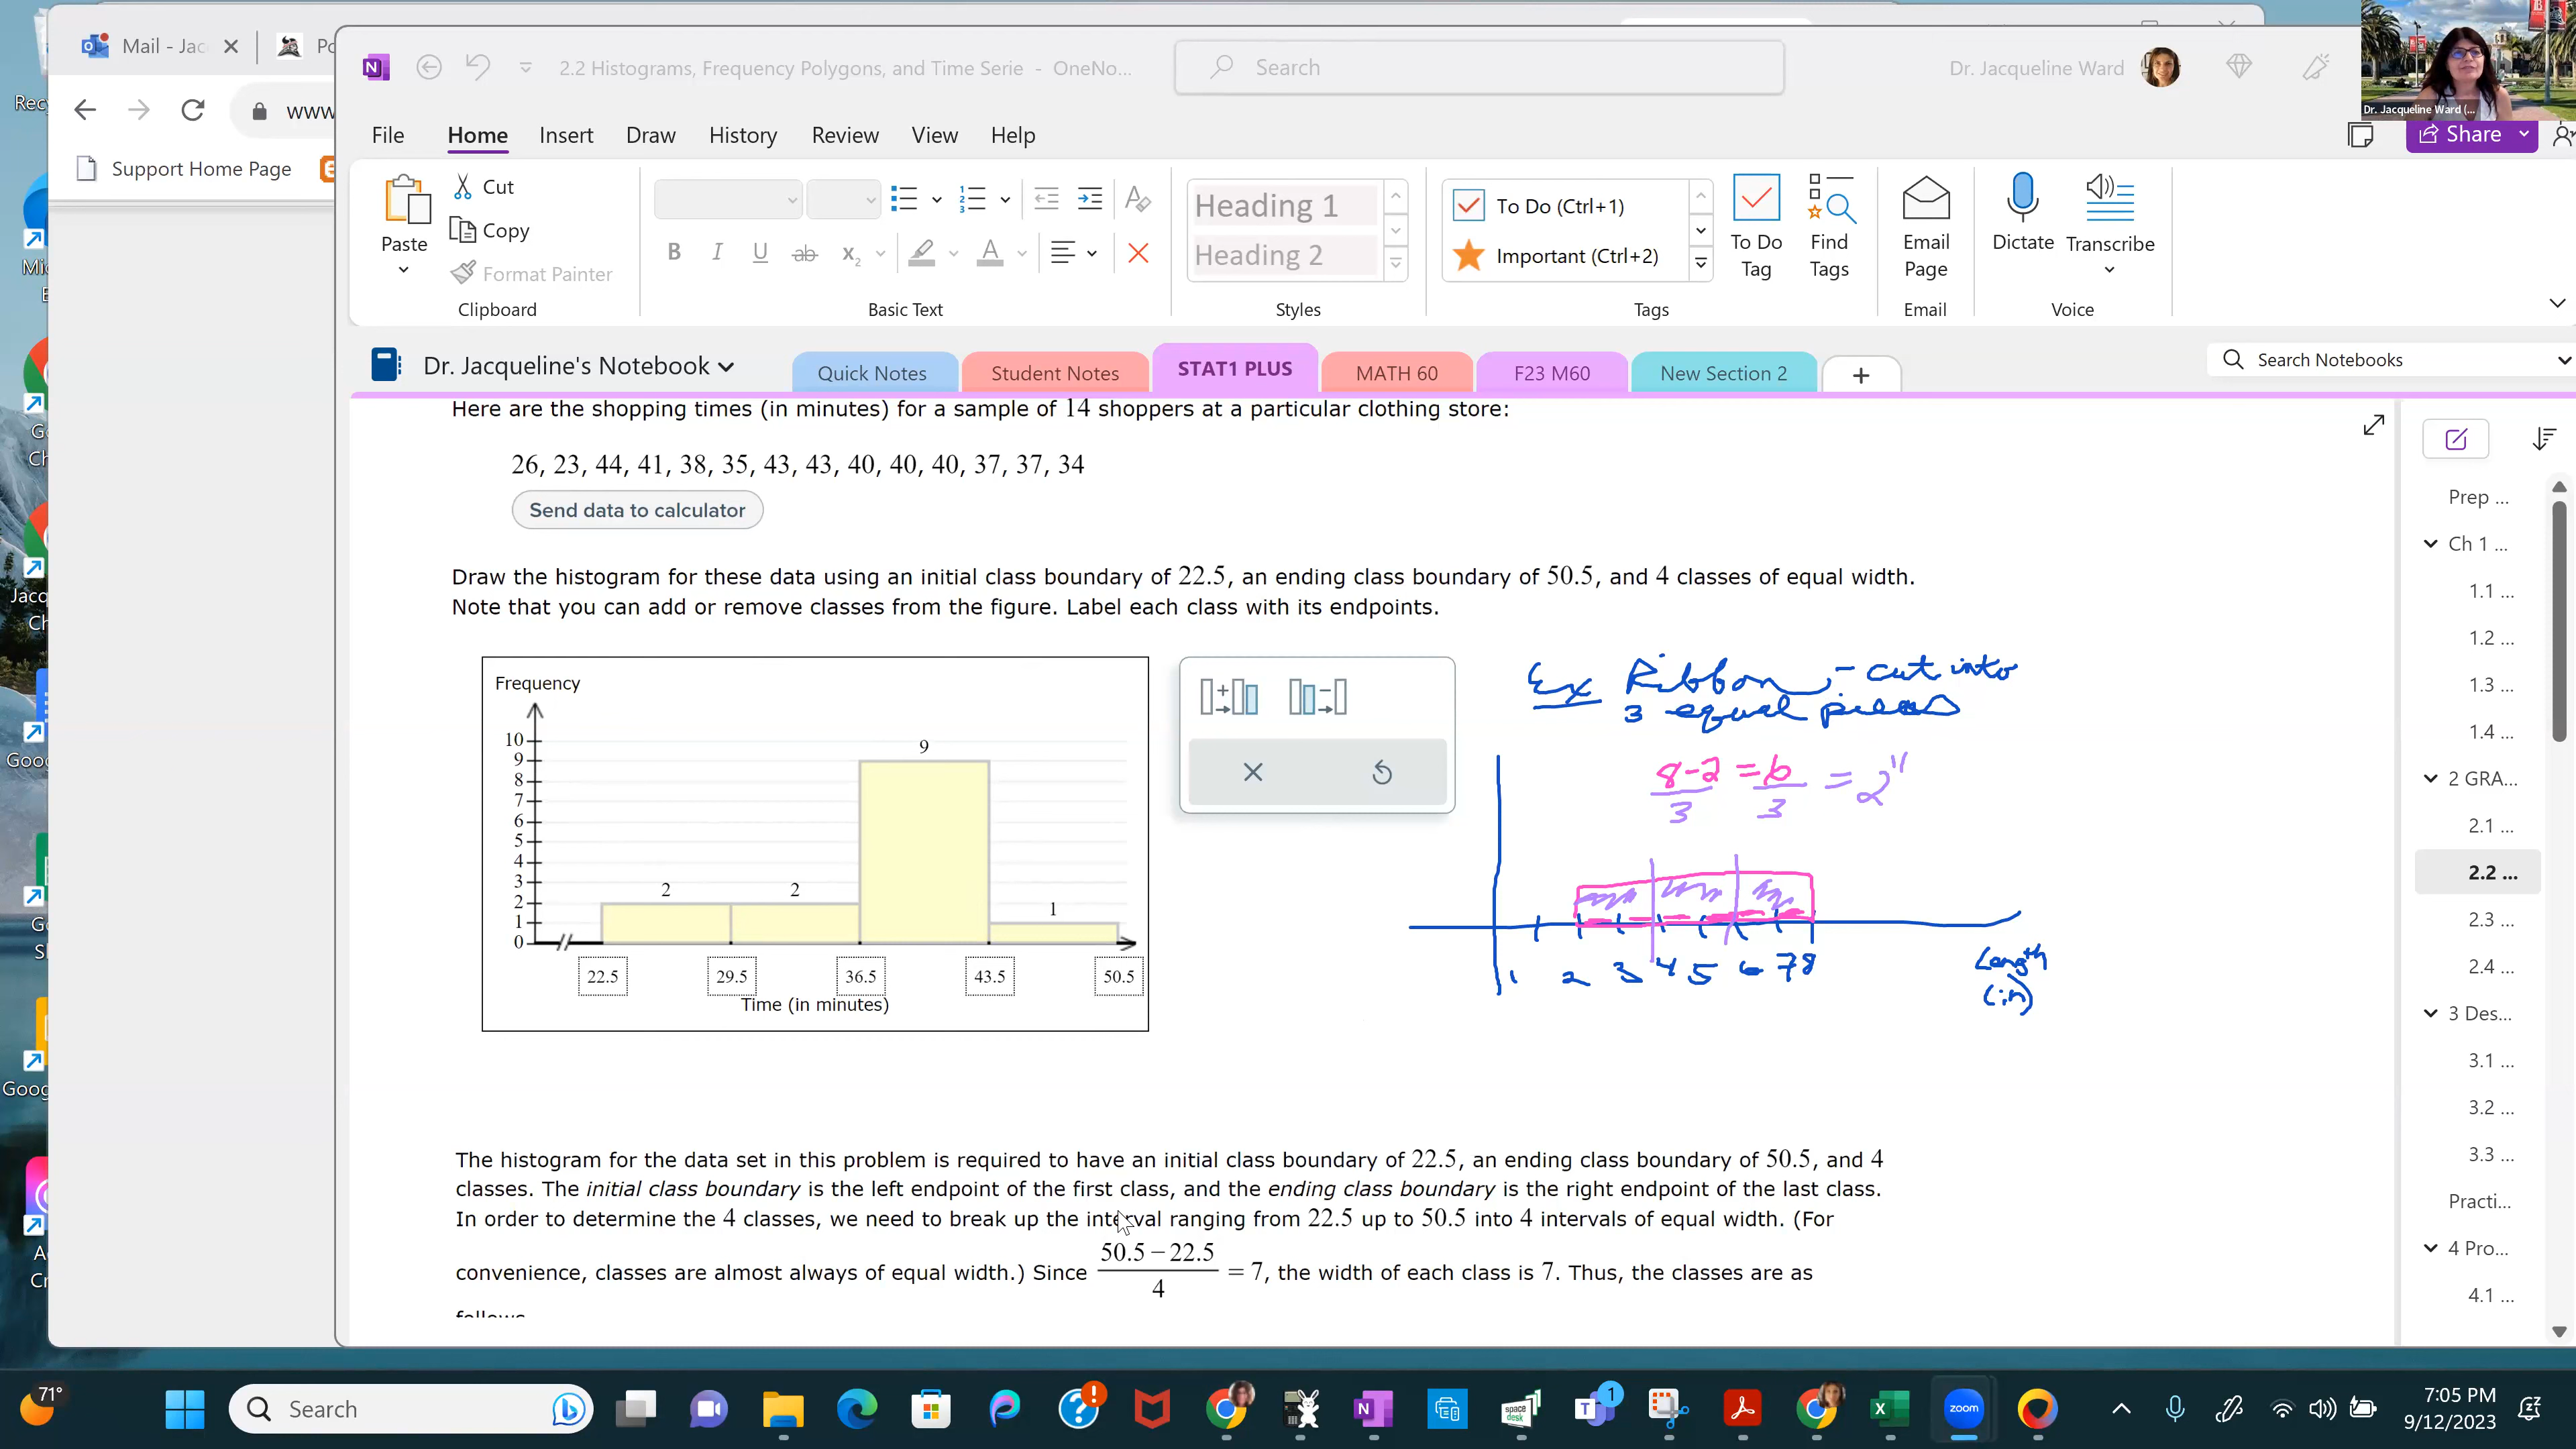 Mail - Jac
Po
2.2 Histograms, Frequency Polygons, and Time Serie - OneNo...
Search
Dr. Jacqueline Ward
Dr. Jacqueline Ward (...
www
Support Home Page
File Home Insert Draw History Review View Help
Share
Paste
Cut
Copy
Format Painter
Clipboard
B I U ab x2 A
Basic Text
Heading 1
Heading 2
Styles
To Do (Ctrl+1)
Important (Ctrl+2)
To Do Tag
Find Tags
Tags
Email Page
Email
Dictate
Transcribe
Voice
Dr. Jacqueline's Notebook
Quick Notes
Student Notes
STAT1 PLUS
MATH 60
F23 M60
New Section 2
+
Search Notebooks
Here are the shopping times (in minutes) for a sample of 14 shoppers at a particular clothing store:
26, 23, 44, 41, 38, 35, 43, 43, 40, 40, 40, 37, 37, 34
Send data to calculator
Draw the histogram for these data using an initial class boundary of 22.5, an ending class boundary of 50.5, and 4 classes of equal width.
Note that you can add or remove classes from the figure. Label each class with its endpoints.
Frequency
10
9
8
7
6
5
4
3
2
1
0
2
2
9
1
22.5 29.5 36.5 43.5 50.5
Time (in minutes)
Ex Ribbon - cut into
3 equal pieces
8-2 = 6 = 2"
3 3
1 2 3 4 5 6 7 8
Length
(in)
The histogram for the data set in this problem is required to have an initial class boundary of 22.5, an ending class boundary of 50.5, and 4
classes. The initial class boundary is the left endpoint of the first class, and the ending class boundary is the right endpoint of the last class.
In order to determine the 4 classes, we need to break up the interval ranging from 22.5 up to 50.5 into 4 intervals of equal width. (For
convenience, classes are almost always of equal width.) Since 50.5 − 22.5 / 4 = 7, the width of each class is 7. Thus, the classes are as
Prep ...
Ch 1 ...
1.1 ...
1.2 ...
1.3 ...
1.4 ...
2 GRA...
2.1 ...
2.2 ...
2.3 ...
2.4 ...
3 Des...
3.1 ...
3.2 ...
3.3 ...
Practi...
4 Pro...
4.1 ...
71°
Search
space desk
1
zoom
7:05 PM
9/12/2023